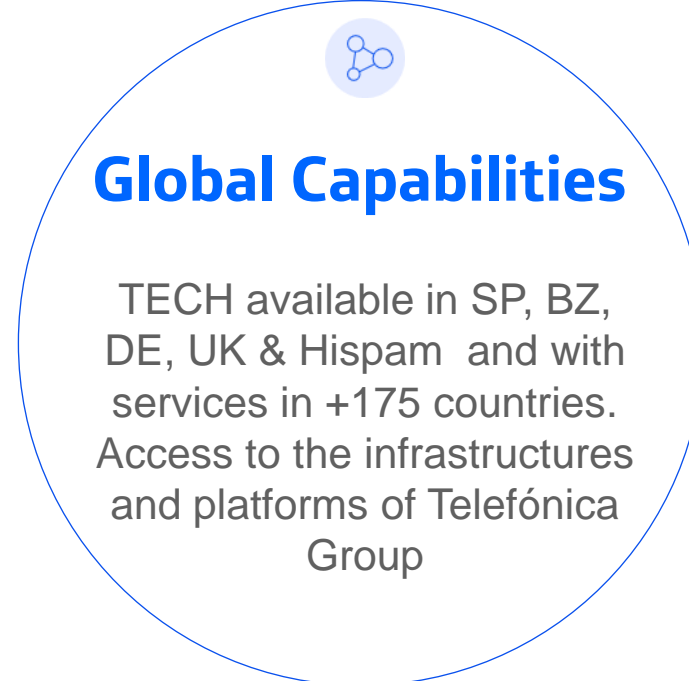 Global Capabilities
TECH available in SP, BZ,
DE, UK & Hispam and with
services in +175 countries.
Access to the infrastructures
and platforms of Telefónica
Group